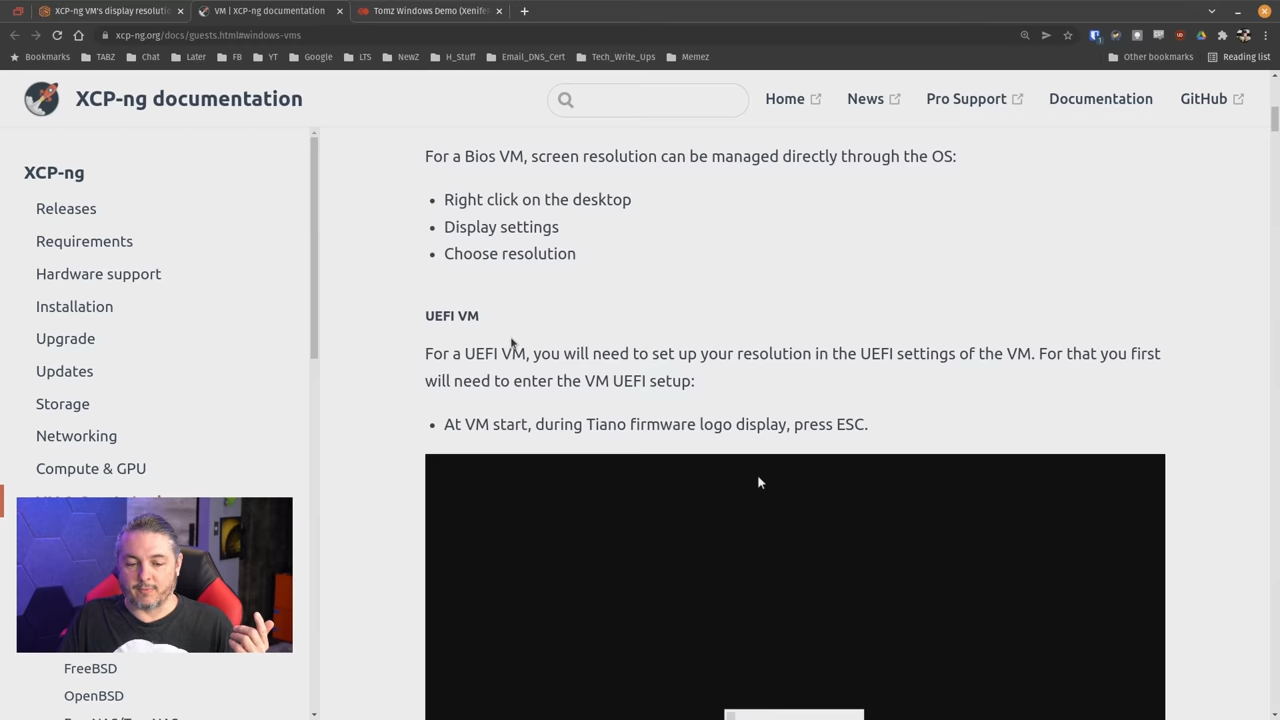 XCP-ng VM's display resolutio
VM | XCP-ng documentation
Tomz Windows Demo (Xenifer
xcp-ng.org/docs/guests.html#windows-vms
Bookmarks
TABZ
Chat
Later
FB
YT
Google
LTS
NewZ
H_Stuff
Email_DNS_Cert
Tech_Write_Ups
Memez
Other bookmarks
Reading list
XCP-ng documentation
Home
News
Pro Support
Documentation
GitHub
XCP-ng
Releases
Requirements
Hardware support
Installation
Upgrade
Updates
Storage
Networking
Compute & GPU
FreeBSD
OpenBSD
For a Bios VM, screen resolution can be managed directly through the OS:
• Right click on the desktop
• Display settings
• Choose resolution
UEFI VM
For a UEFI VM, you will need to set up your resolution in the UEFI settings of the VM. For that you first
will need to enter the VM UEFI setup:
• At VM start, during Tiano firmware logo display, press ESC.